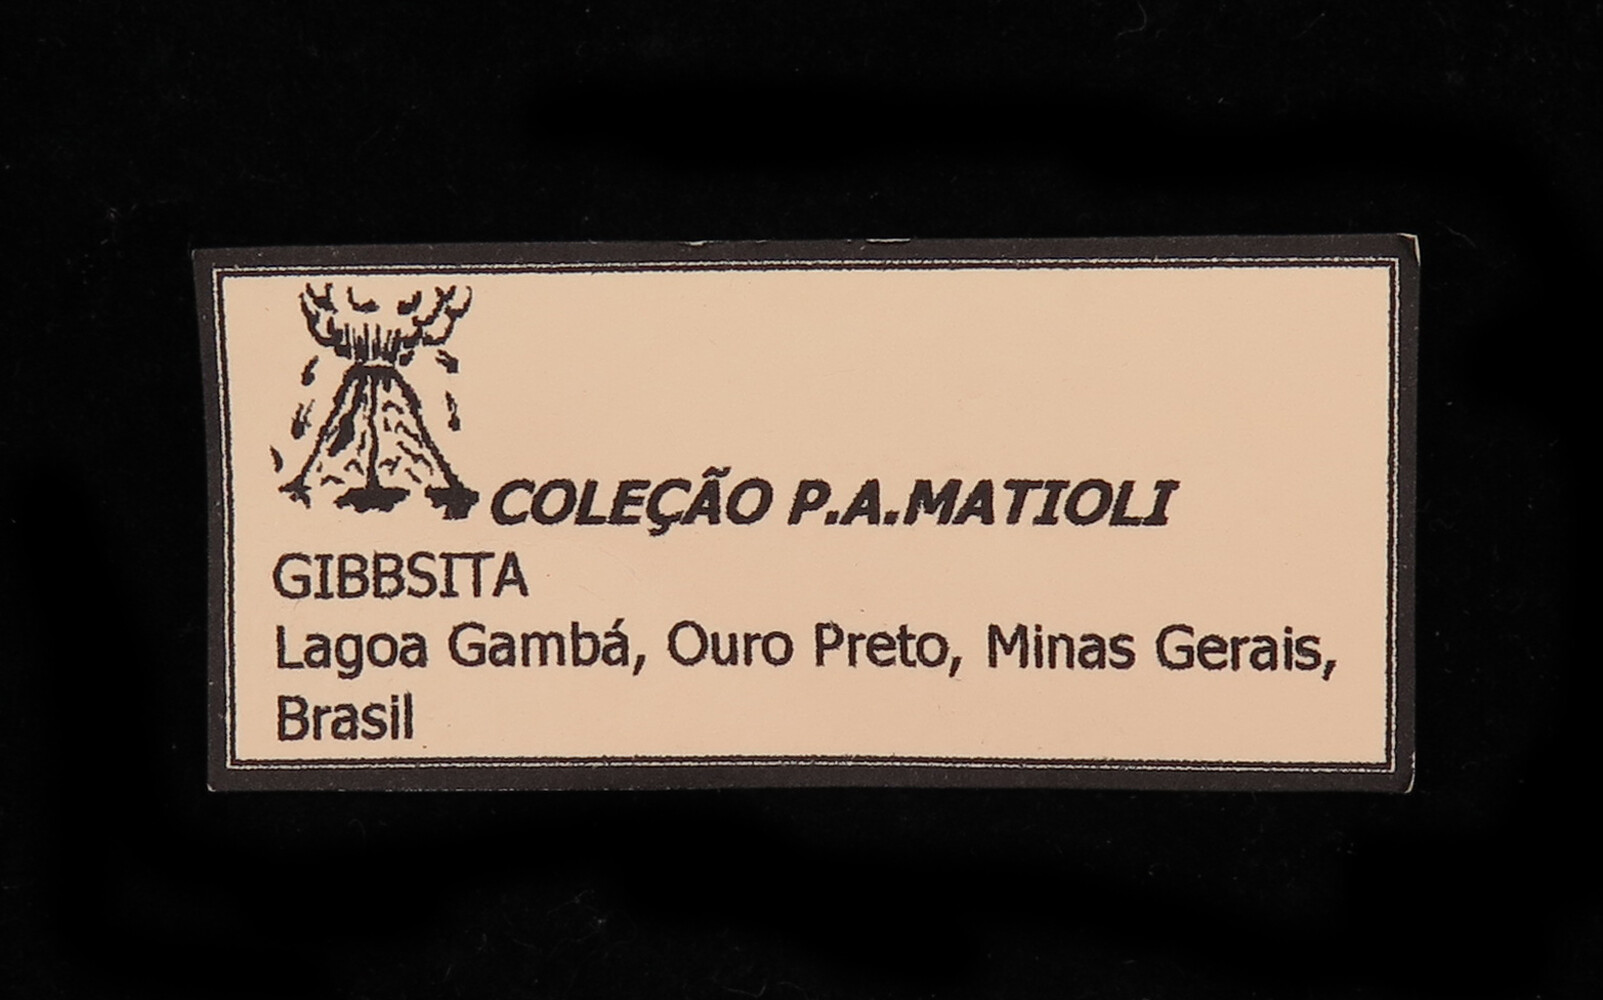 COLEÇÃO P.A.MATIOLI
GIBBSITA
Lagoa Gambá, Ouro Preto, Minas Gerais,
Brasil